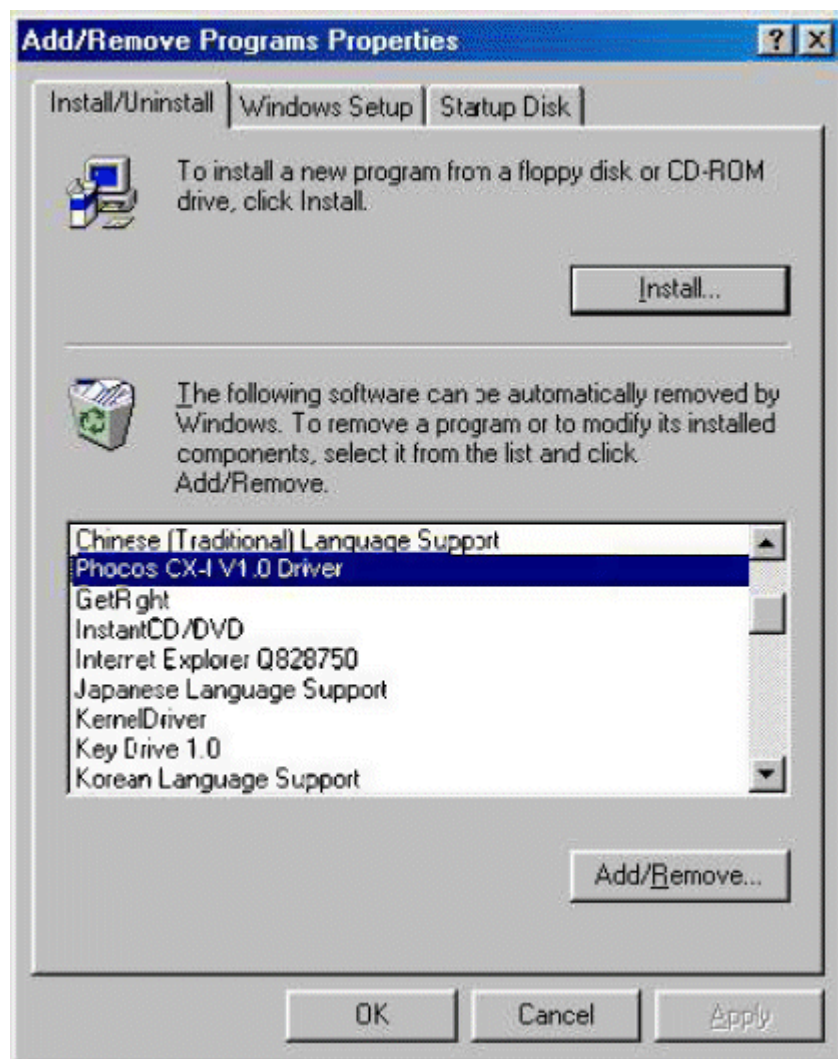 Add/Remove Programs Properties
Install/Uninstall
Windows Setup
Startup Disk
To install a new program from a floppy disk or CD-ROM
drive, click Install.
Install...
The following software can be automatically removed by
Windows. To remove a program or to modify its installed
components, select it from the list and click
Add/Remove.
Chinese (Traditional) Language Support
Phocos CX-I V1.0 Driver
GetRight
InstantCD/DVD
Internet Explorer Q828750
Japanese Language Support
KernelDriver
Key Drive 1.0
Korean Language Support
Add/Remove...
OK
Cancel
Apply